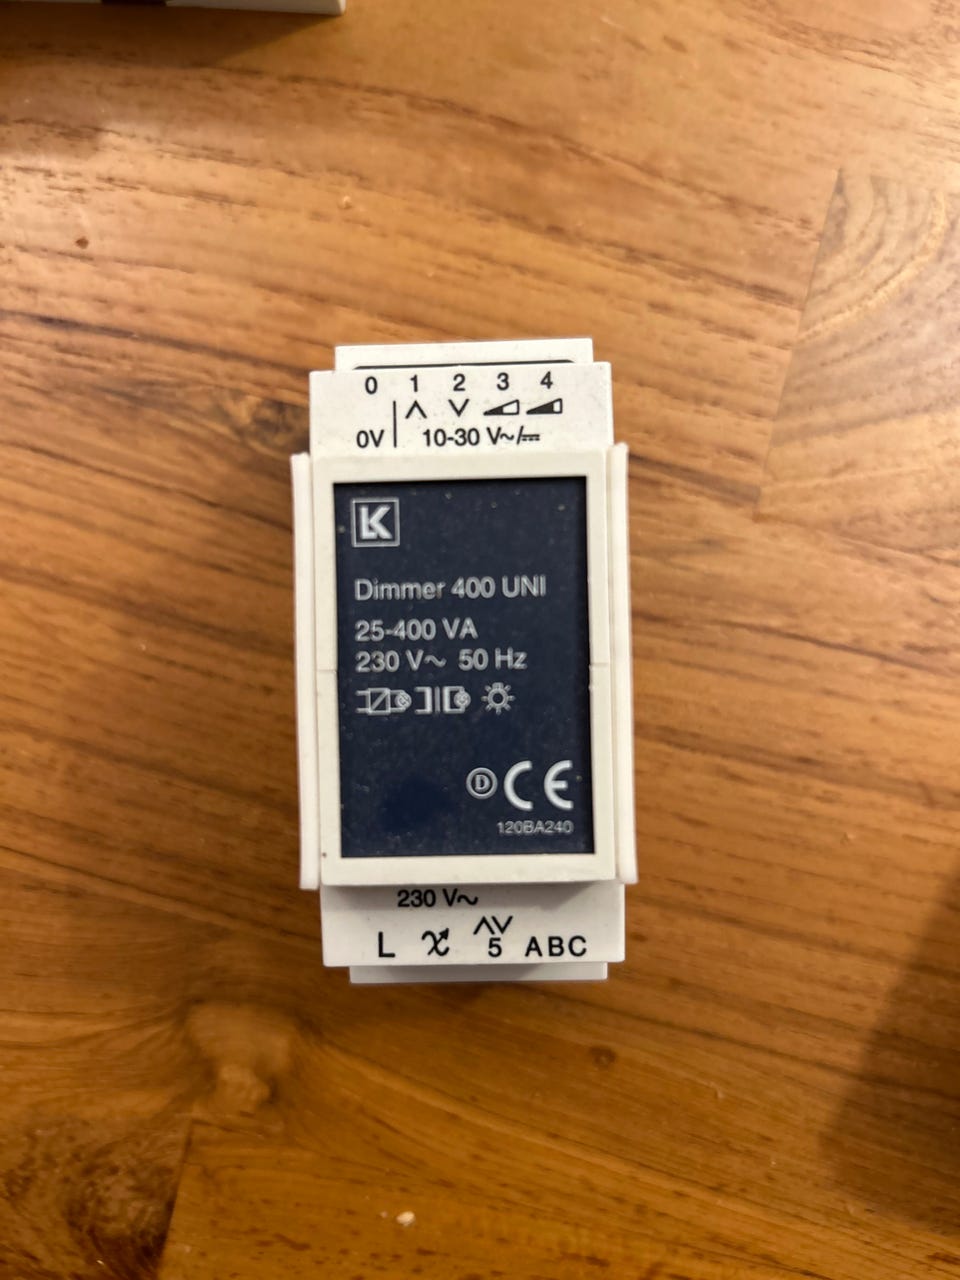 0 1 2 3 4
0V 10-30 V~/⎓
LK
Dimmer 400 UNI
25-400 VA
230 V~ 50 Hz
D CE
120BA240
230 V~
L 5 ABC